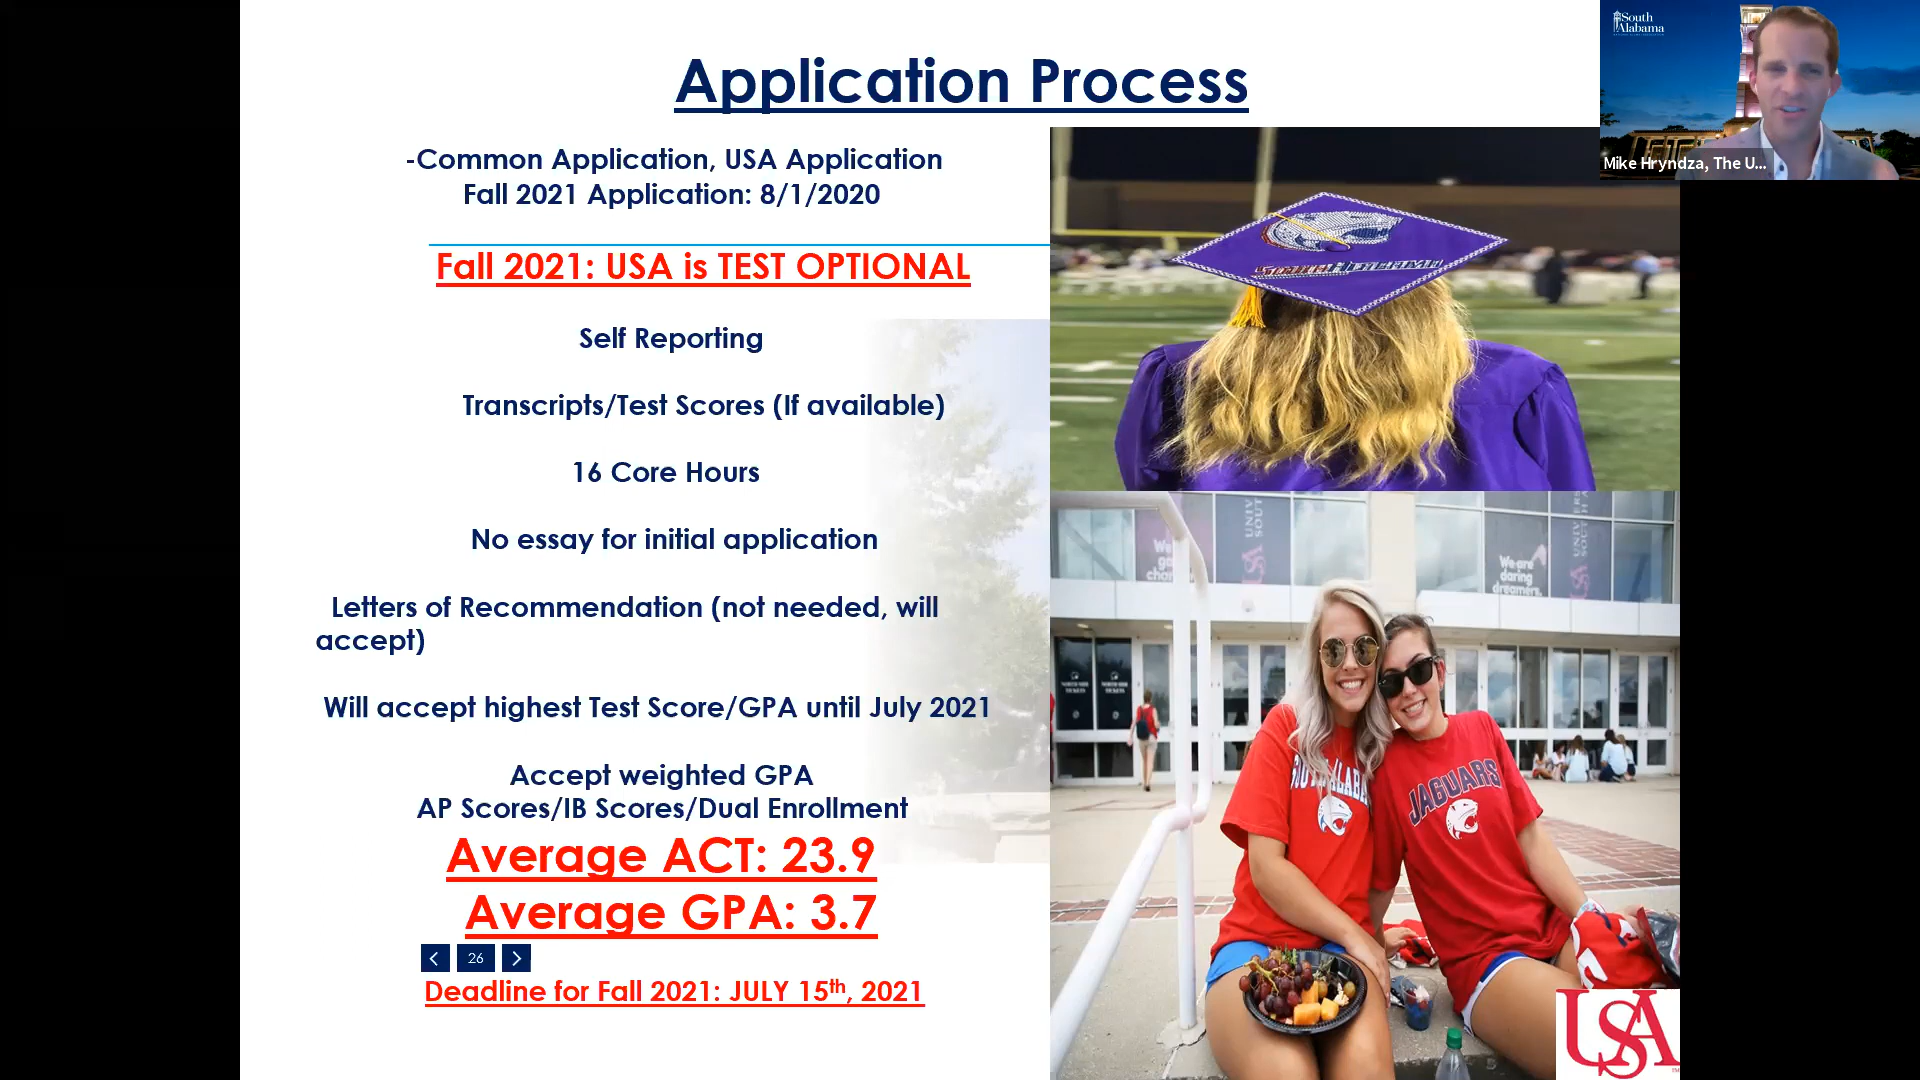 Application Process
-Common Application, USA Application
Fall 2021 Application: 8/1/2020
Fall 2021: USA is TEST OPTIONAL
Self Reporting
Transcripts/Test Scores (If available)
16 Core Hours
No essay for initial application
Letters of Recommendation (not needed, will
accept)
Will accept highest Test Score/GPA until July 2021
Accept weighted GPA
AP Scores/IB Scores/Dual Enrollment
Average ACT: 23.9
Average GPA: 3.7
26
Deadline for Fall 2021: JULY 15th, 2021
South
Alabama
Mike Hryndza, The U...
We are
daring
dreamers.
SOUTH ALABA
JAGUARS
USA